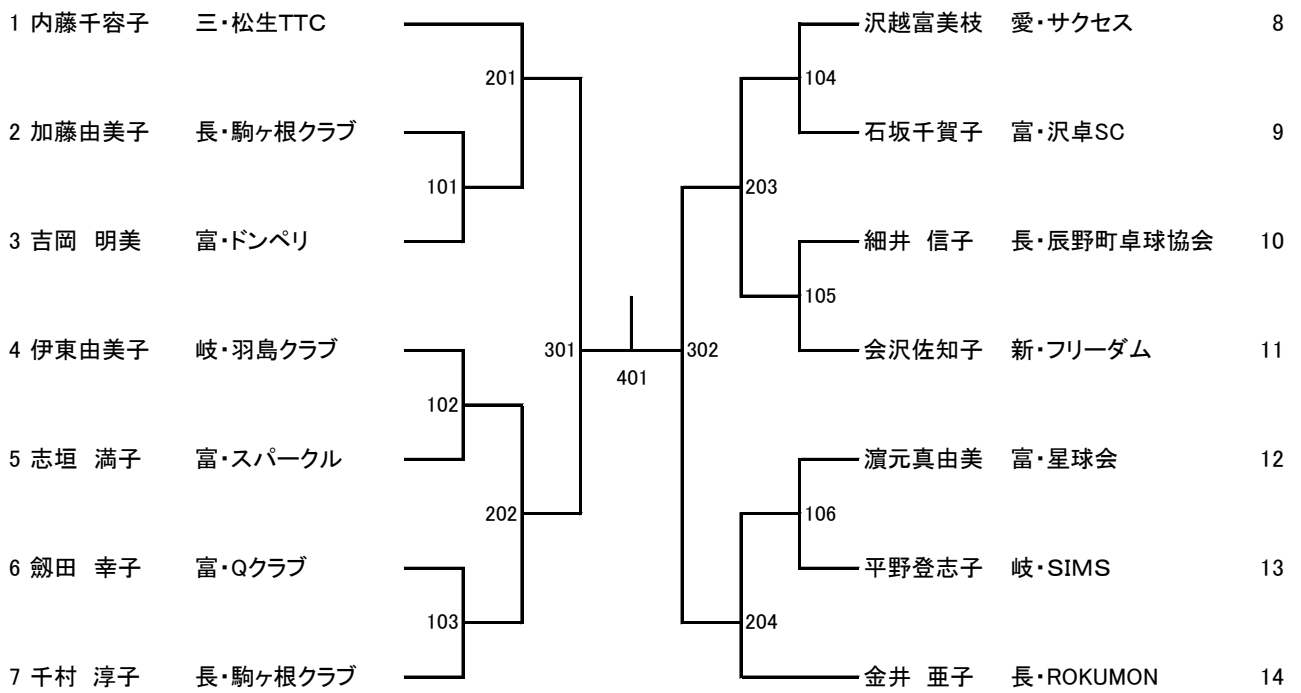 1 内藤千容子 三・松生TTC
201
2 加藤由美子 長・駒ヶ根クラブ
101
3 吉岡 明美 富・ドンペリ
301
4 伊東由美子 岐・羽島クラブ
102
5 志垣 満子 富・スパークル
202
6 劔田 幸子 富・Qクラブ
103
7 千村 淳子 長・駒ヶ根クラブ
401
沢越富美枝 愛・サクセス 8
104
石坂千賀子 富・沢卓SC 9
203
細井 信子 長・辰野町卓球協会 10
105
会沢佐知子 新・フリーダム 11
302
濵元真由美 富・星球会 12
106
平野登志子 岐・SIMS 13
204
金井 亜子 長・ROKUMON 14